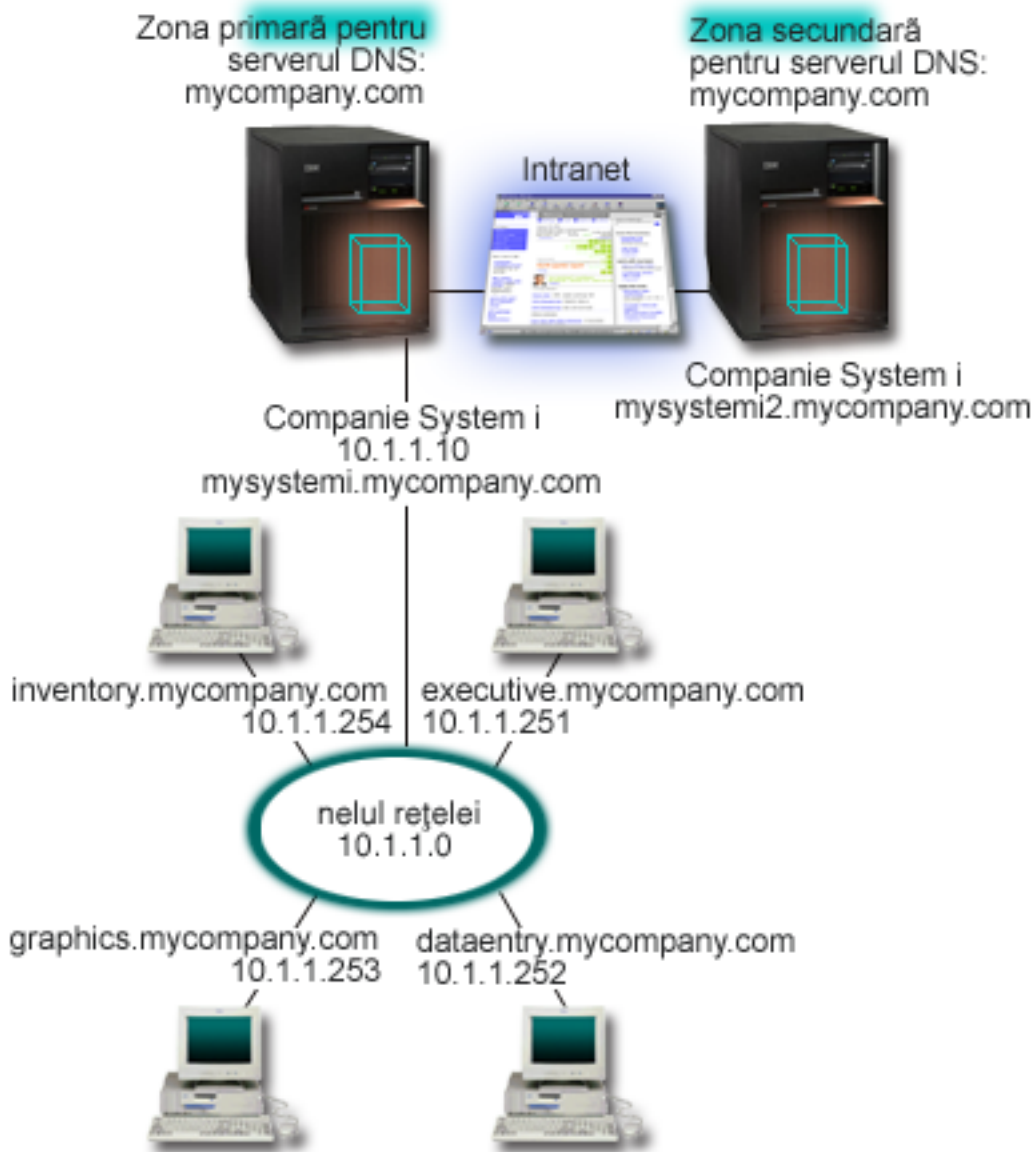 Zona primarã pentru
serverul DNS:
mycompany.com
Zona secundarã
pentru serverul DNS:
mycompany.com
Intranet
Companie System i
mysystemi2.mycompany.com
Companie System i
10.1.1.10
mysystemi.mycompany.com
inventory.mycompany.com
10.1.1.254
executive.mycompany.com
10.1.1.251
nelul reţelei
10.1.1.0
graphics.mycompany.com
10.1.1.253
dataentry.mycompany.com
10.1.1.252